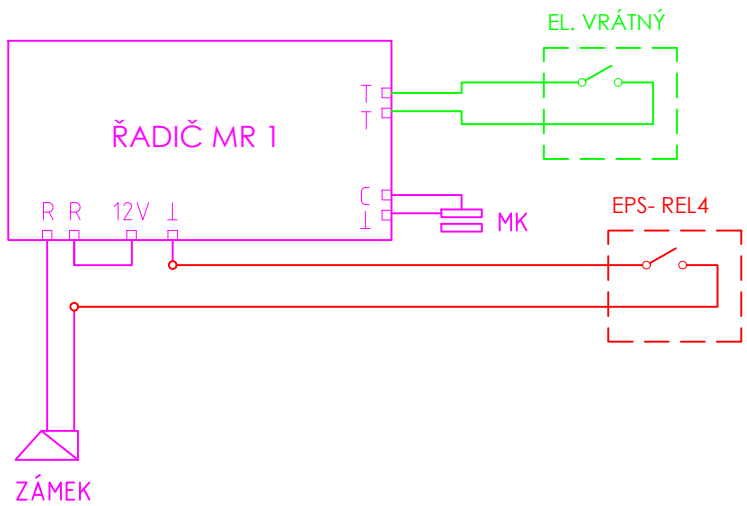 EL. VRÁTNÝ
T
ŘADIČ MR 1
T
C
EPS- REL4
R R 12V ⊥
⊥
MK
ZÁMEK